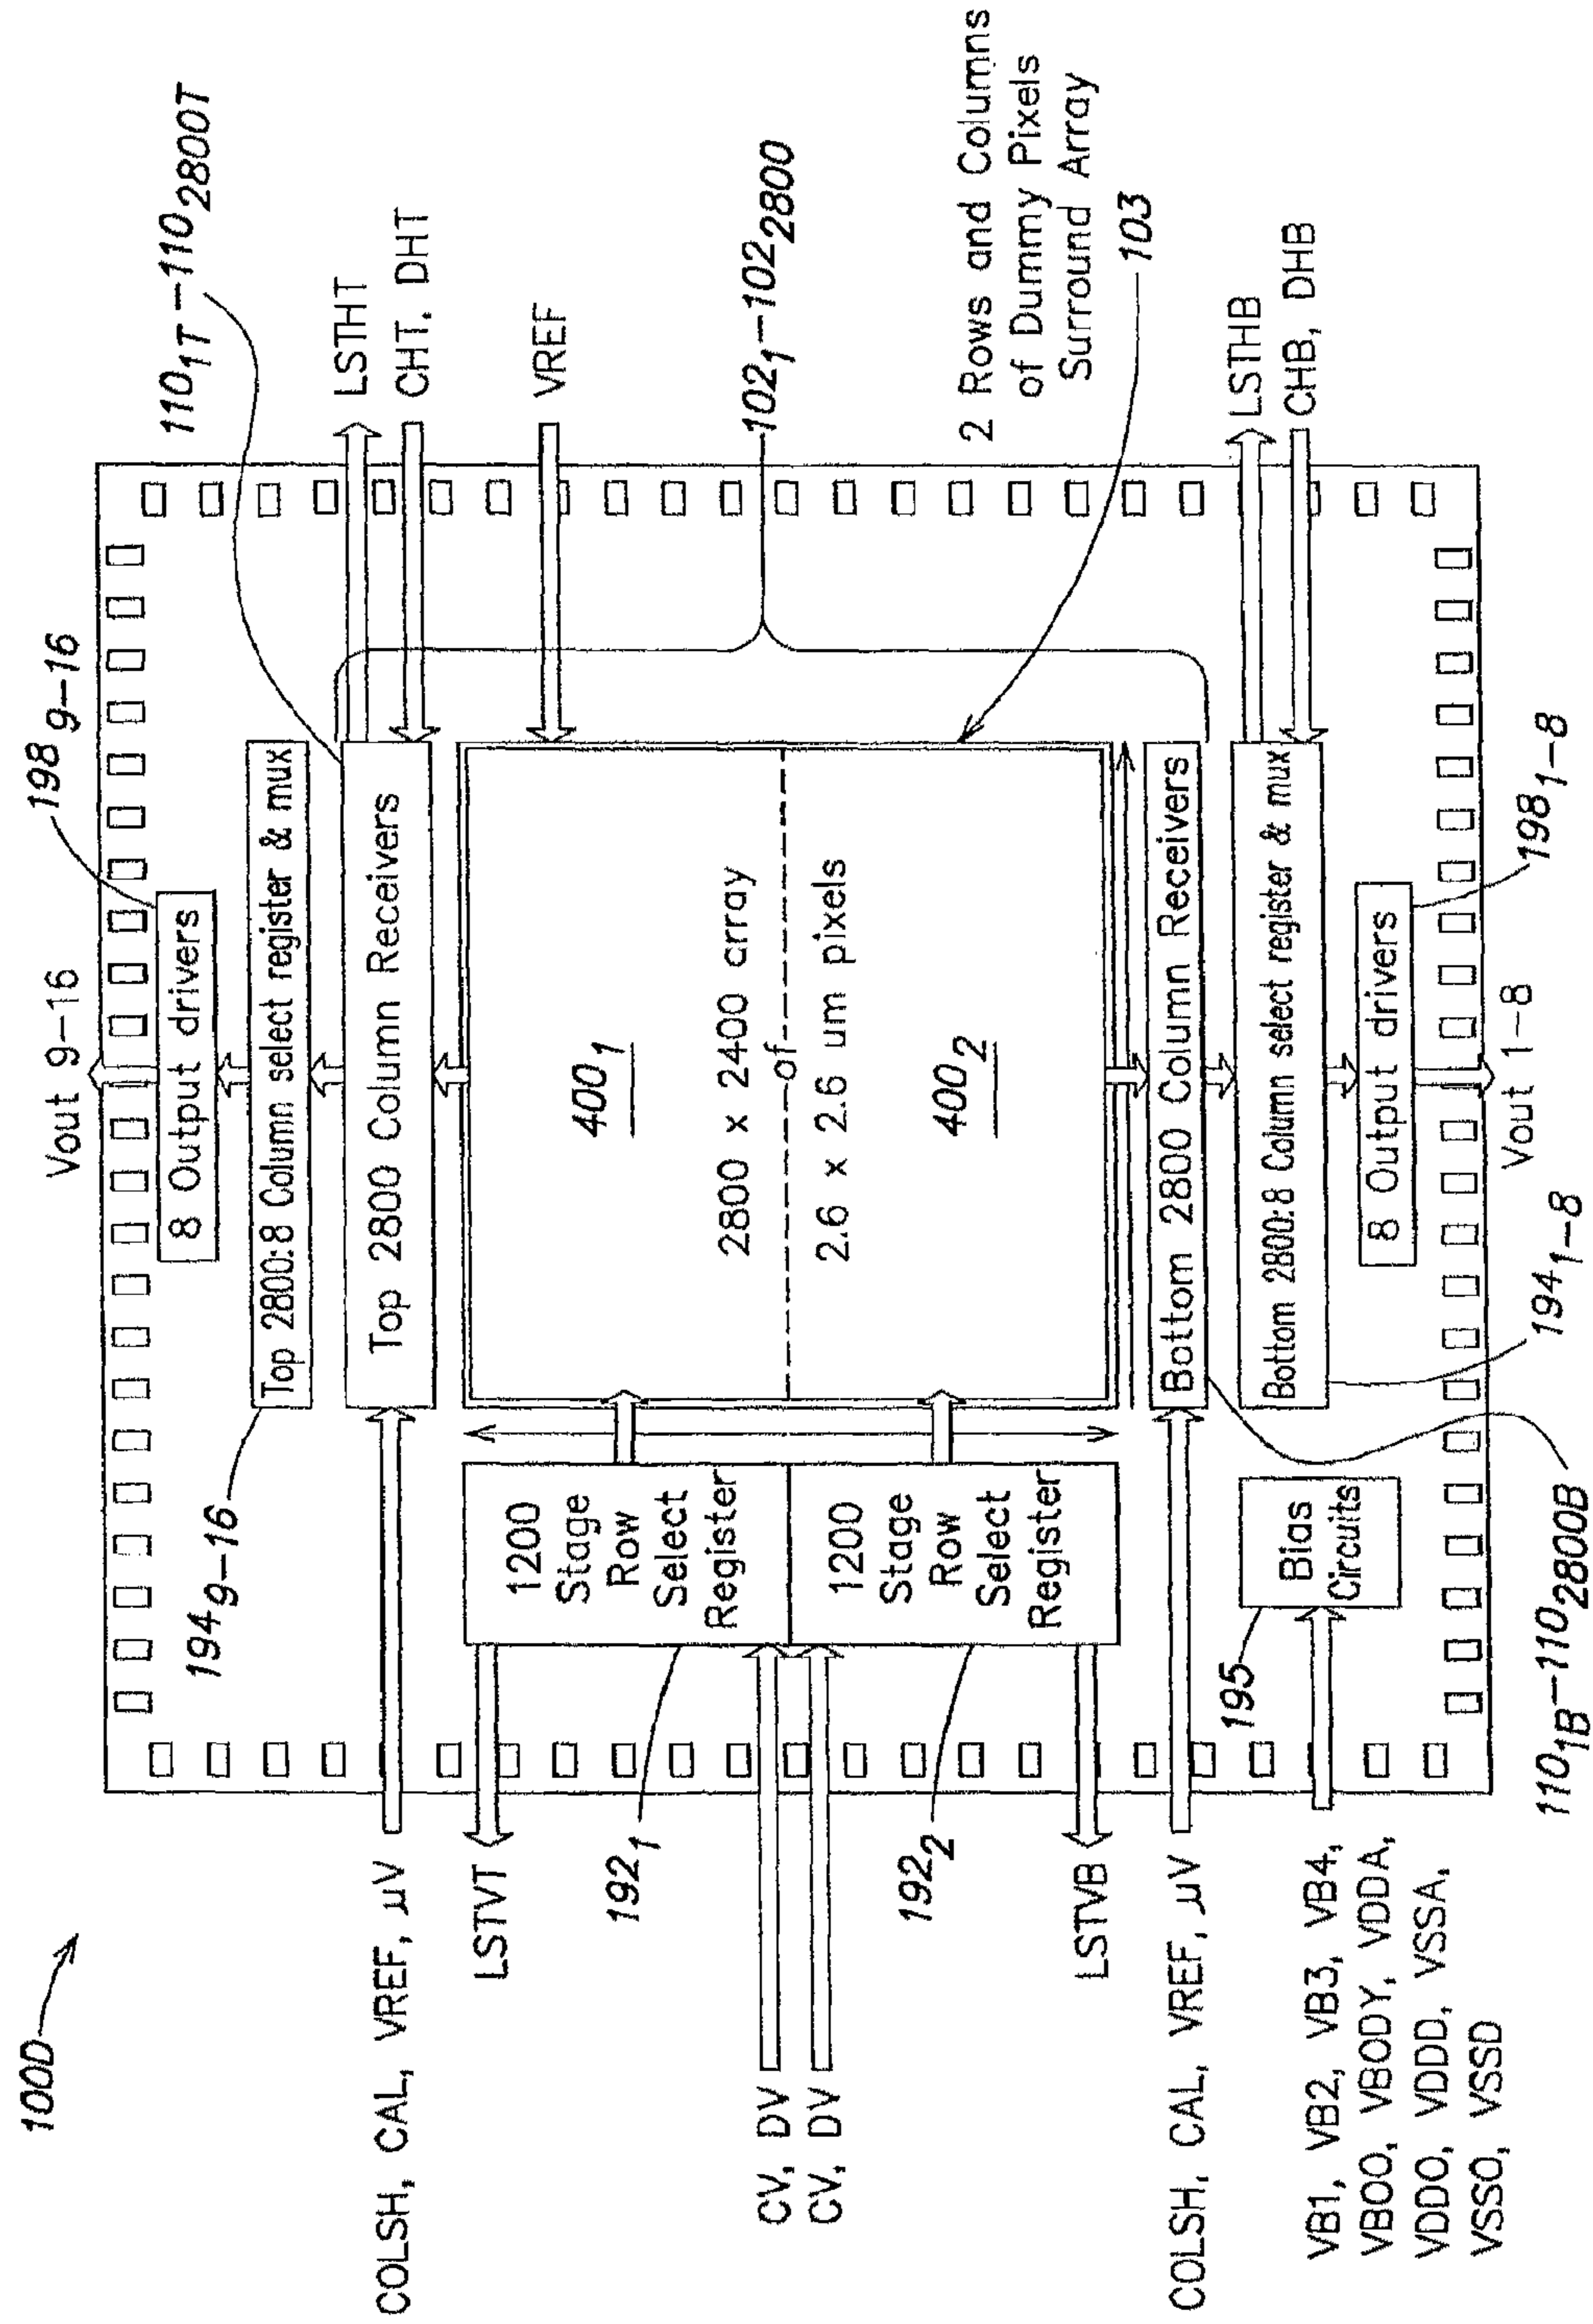 100D
Vout 9-16
198 9-16
8 Output drivers
194 9-16
Top 2800:8 Column select register & mux
110 1T -110 2800T
Top 2800 Column Receivers
COLSH, CAL, VREF, µV
LSTHT
CHT. DHT
LSTVT
VREF
192 1
1200
Stage
Row
Select
Register
400 1
2800 x 2400 array
of
2.6 x 2.6 um pixels
400 2
102 1 -102 2800
CV, DV
CV, DV
1200
Stage
Row
Select
Register
192 2
2 Rows and Columns
of Dummy Pixels
Surround Array
103
LSTVB
COLSH, CAL, VREF, µV
Bottom 2800 Column Receivers
LSTHB
CHB, DHB
195
Bias
Circuits
Bottom 2800:8 Column select register & mux
VB1, VB2, VB3, VB4,
VBOO, VBODY, VDDA,
VDDO, VDDD, VSSA,
VSSO, VSSD
8 Output drivers
110 1B -110 2800B
194 1-8
Vout 1-8
198 1-8